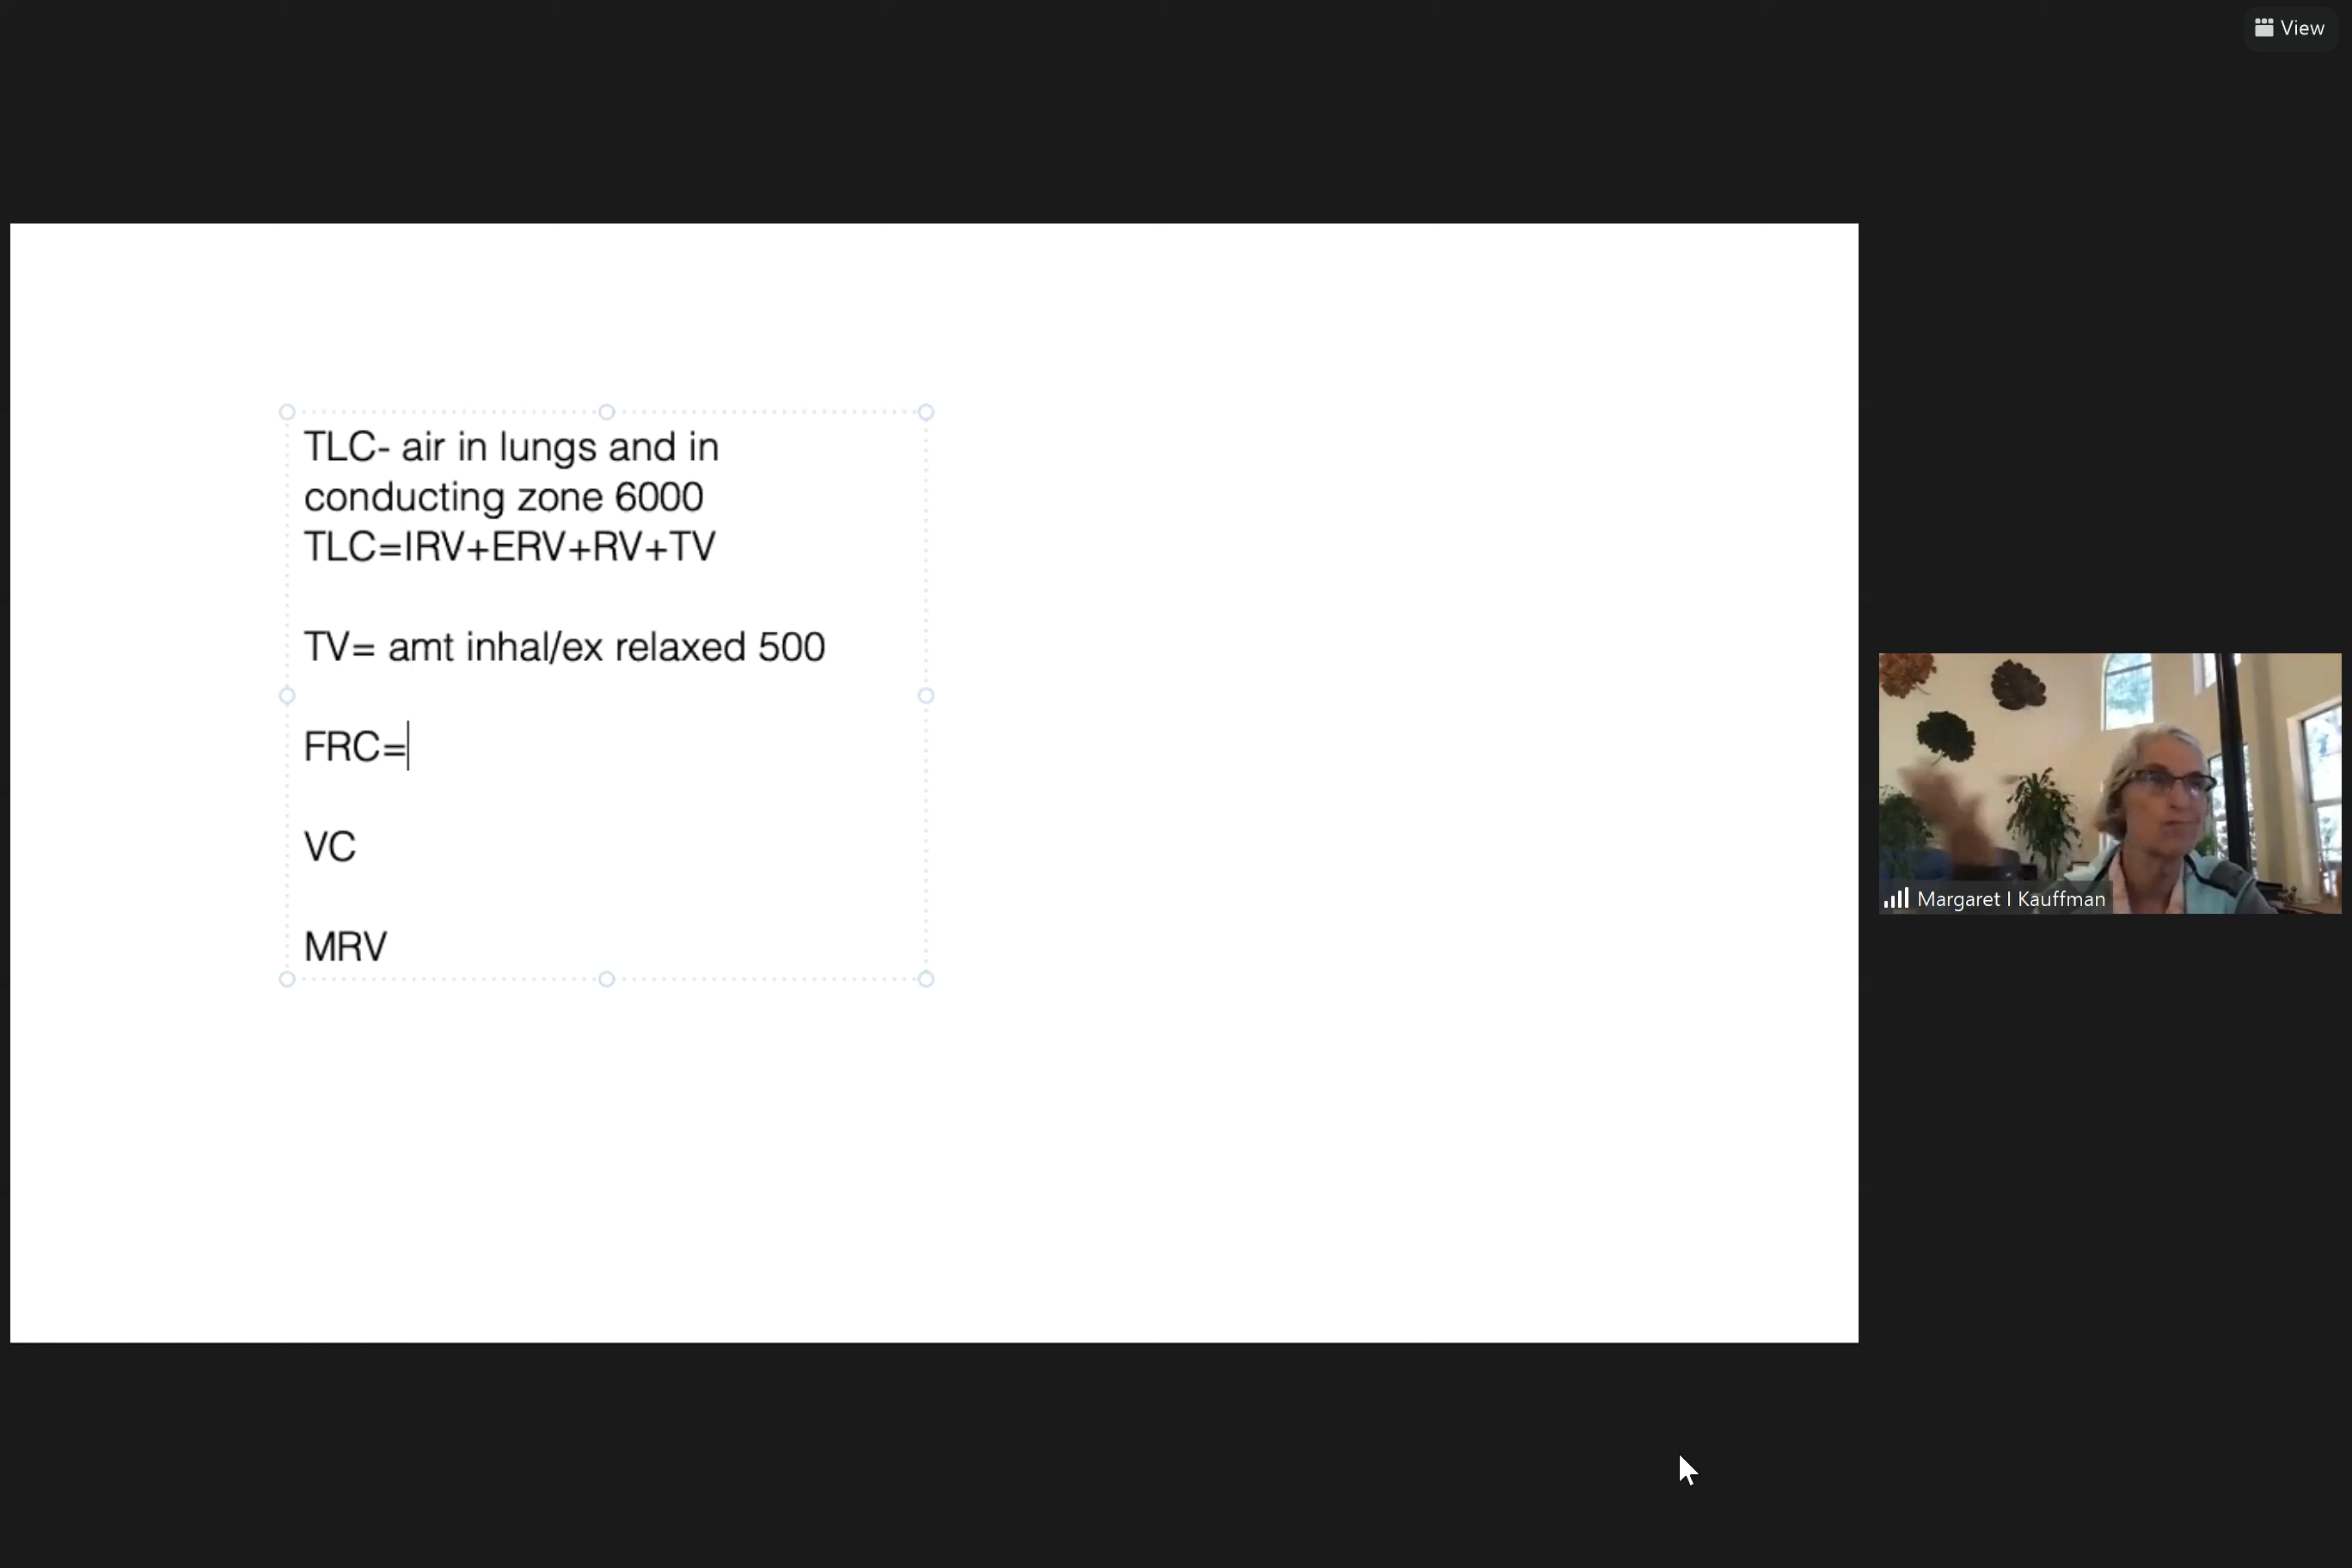 View
TLC- air in lungs and in
conducting zone 6000
TLC=IRV+ERV+RV+TV
TV= amt inhal/ex relaxed 500
FRC=
VC
MRV
Margaret I Kauffman